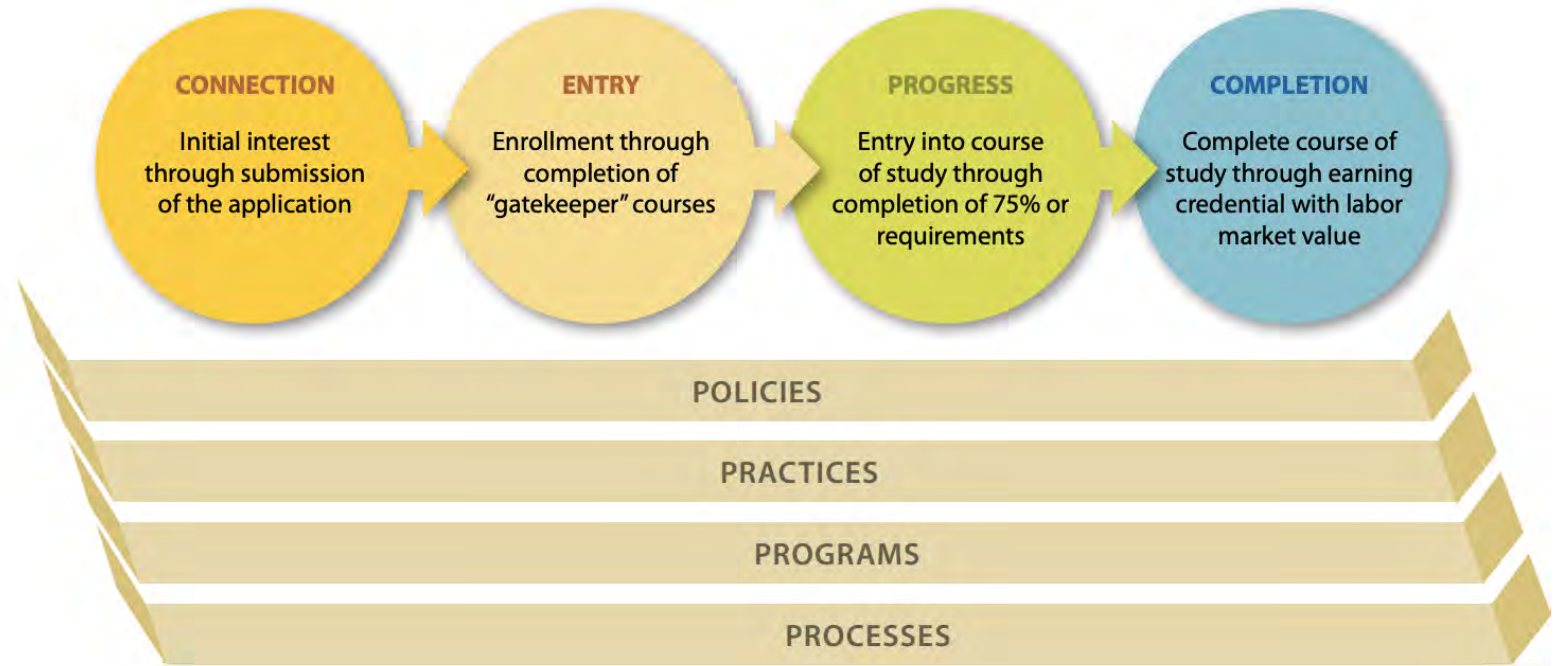 CONNECTION
Initial interest
through submission
of the application
ENTRY
Enrollment through
completion of
“gatekeeper” courses
PROGRESS
Entry into course
of study through
completion of 75% or
requirements
COMPLETION
Complete course of
study through earning
credential with labor
market value
POLICIES
PRACTICES
PROGRAMS
PROCESSES